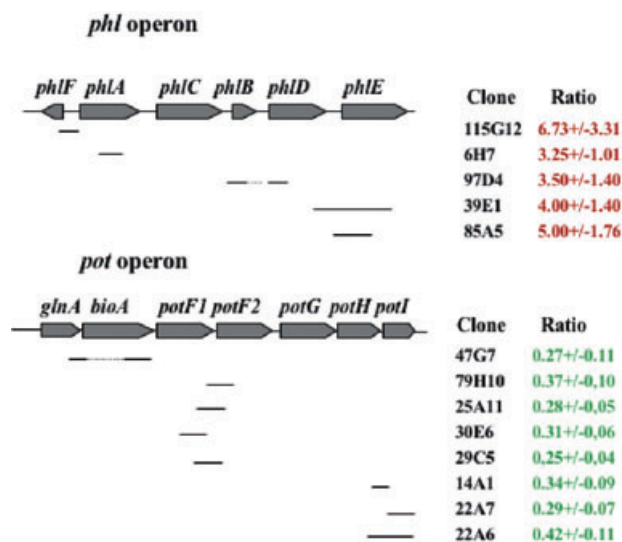 phl operon
phlF phlA phlC phlB phlD phlE
Clone Ratio
115G12 6.73+/-3.31
6H7 3.25+/-1.01
97D4 3.50+/-1.40
39E1 4.00+/-1.40
85A5 5.00+/-1.76
pot operon
glnA bioA potF1 potF2 potG potH potI
Clone Ratio
47G7 0.27+/-0.11
79H10 0.37+/-0,10
25A11 0.28+/-0,05
30E6 0.31+/-0,06
29C5 0,25+/-0,04
14A1 0.34+/-0.09
22A7 0.29+/-0.07
22A6 0.42+/-0.11